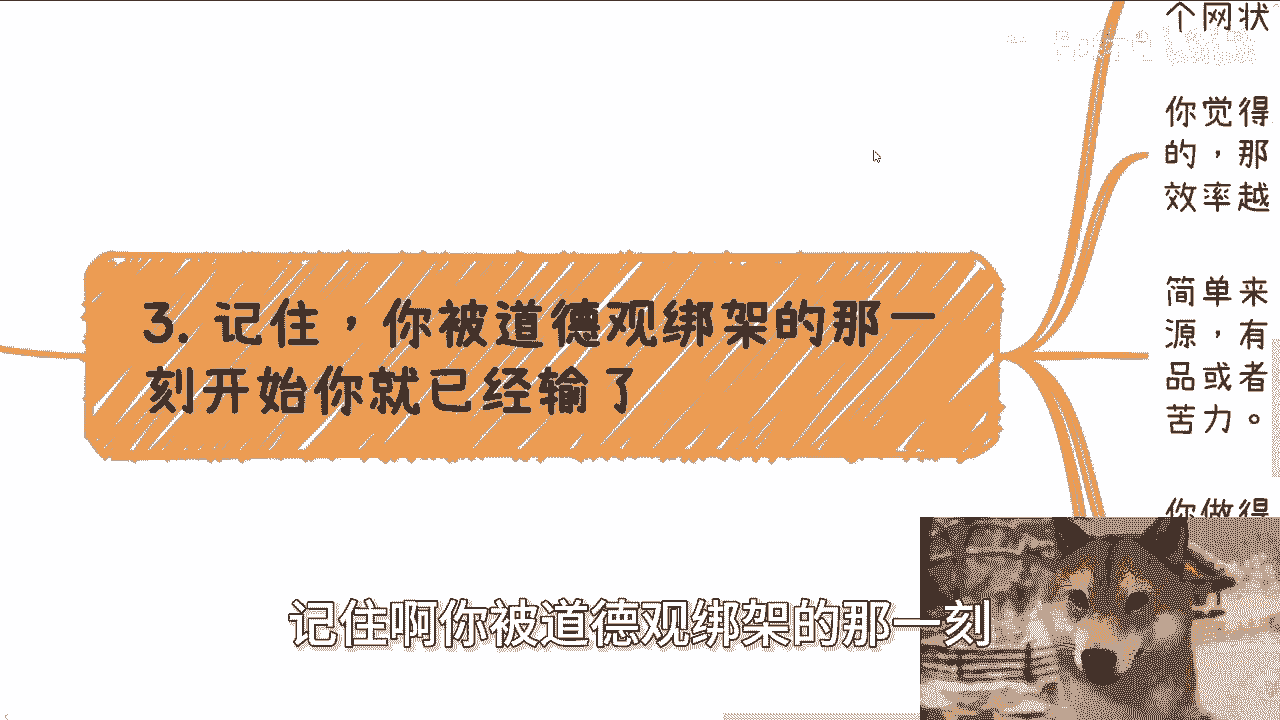 个网状
你觉得
的，那
效率越
3. 记住，你被道德观绑架的那一
刻开始你就已经输了
简单来
源，有
品或者
苦力。
你做得
记住啊你被道德观绑架的那一刻